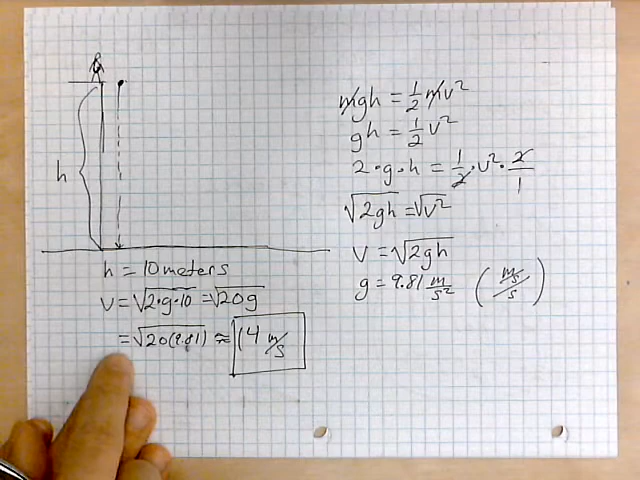 h
h = 10 meters
v = √2·g·10 = √20g
= √20(9.81) ≈ 14 m/s
mgh = 1/2 mv²
gh = 1/2 v²
2·g·h = 1/2·v²·2/1
√2gh = √v²
v = √2gh
g = 9.81 m/s² (m/s/s)